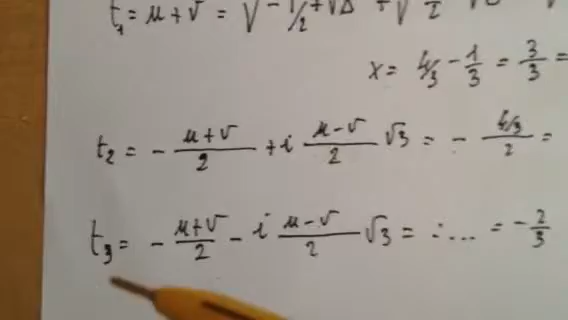 t₁ = u + v = √ -1/2 + √Δ + √
x = 4/3 - 1/3 = 3/3 =
t₂ = - (u+v)/2 + i (u-v)/2 √3 = - (4/3)/2 =
t₃ = - (u+v)/2 - i (u-v)/2 √3 = :... = - 2/3